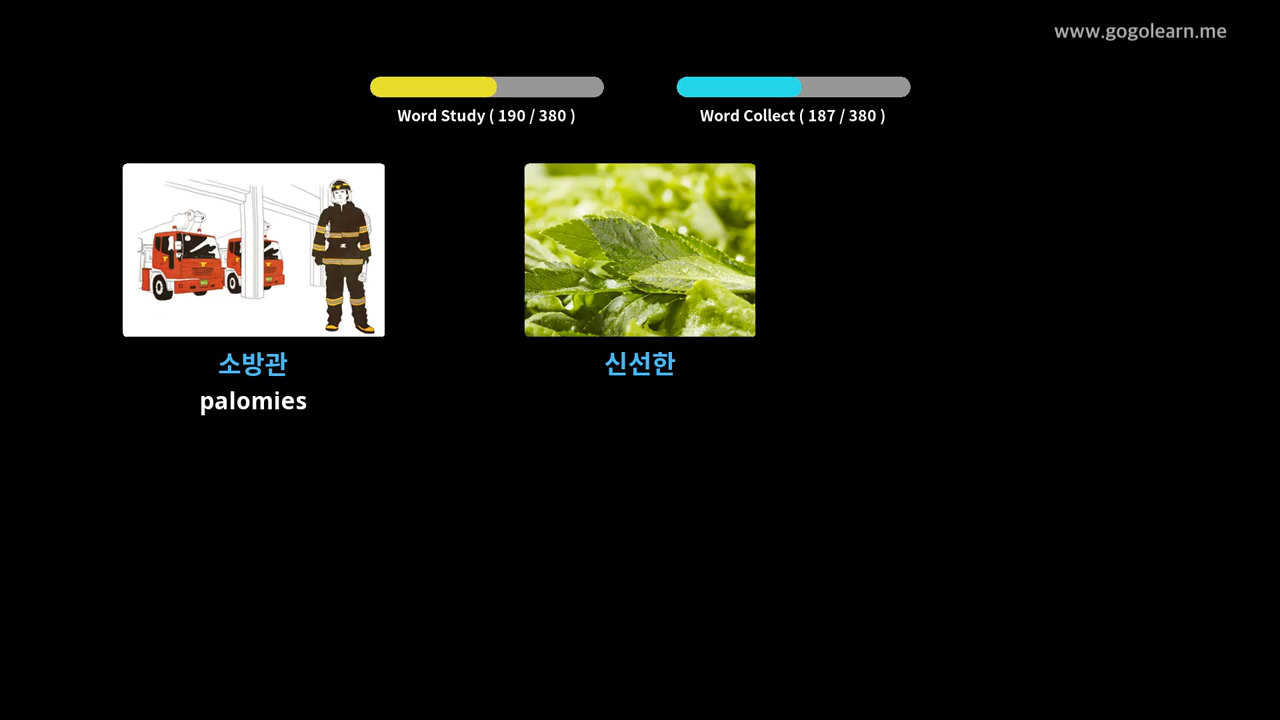 www.gogolearn.me
Word Study ( 190 / 380 )
Word Collect ( 187 / 380 )
소방관
palomies
신선한